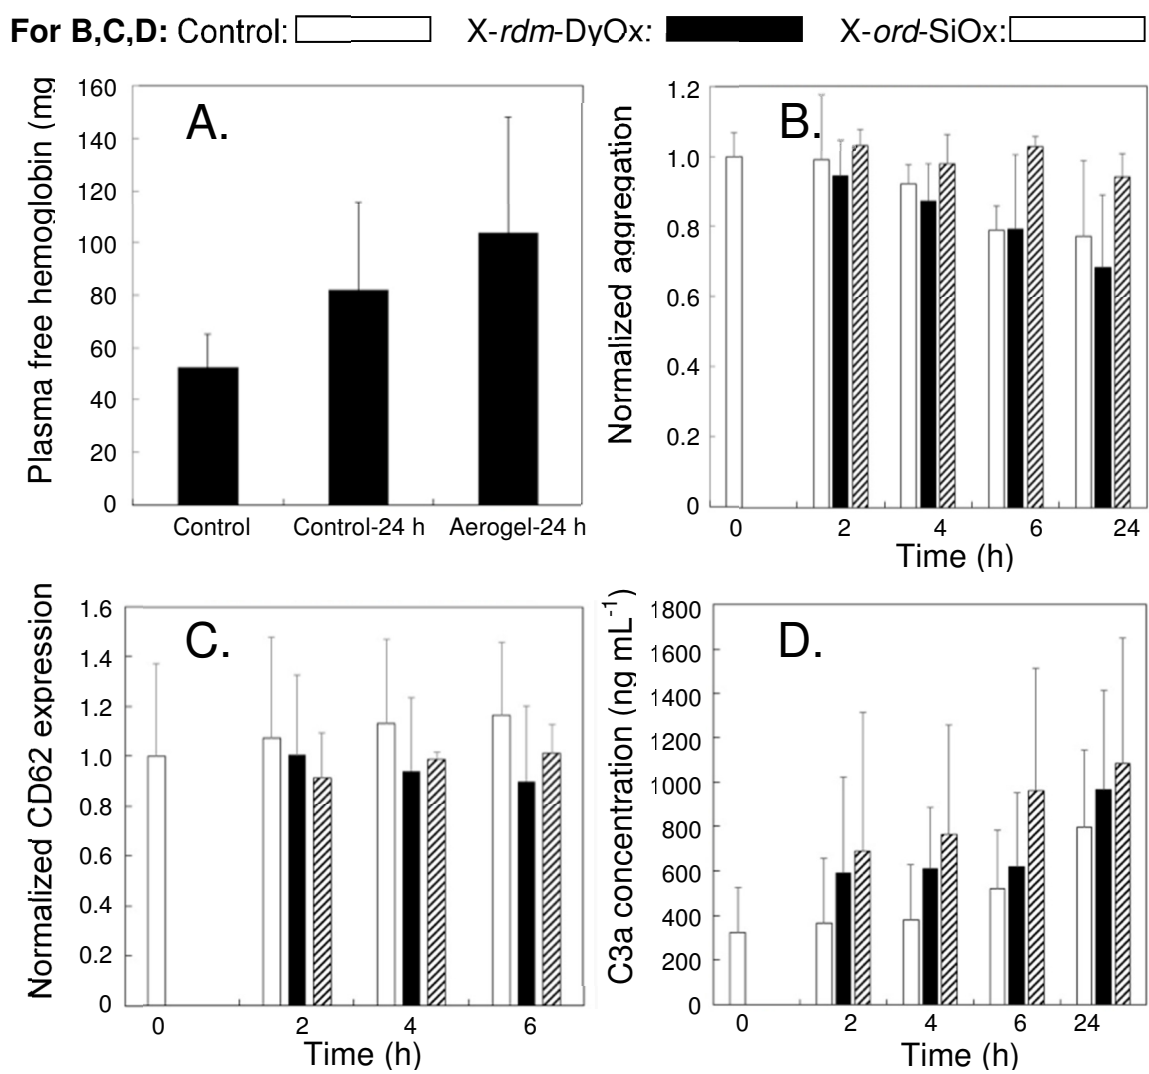 For B,C,D: Control: X-rdm-DyOx: X-ord-SiOx:
A.
Plasma free hemoglobin (mg
160
140
120
100
80
60
40
20
0
Control Control-24 h Aerogel-24 h
B.
Normalized aggregation
1.2
1.0
0.8
0.6
0.4
0.2
0
0 2 4 6 24
Time (h)
C.
Normalized CD62 expression
1.6
1.4
1.2
1.0
0.8
0.6
0.4
0.2
0
0 2 4 6
Time (h)
D.
C3a concentration (ng mL-1)
1800
1600
1400
1200
1000
800
600
400
200
0
0 2 4 6 24
Time (h)